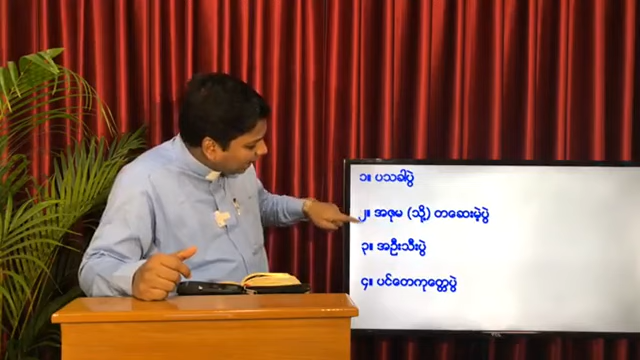 ၁။ ပသခါပွဲ
၂။ အဇုမ (သို့) တဆေးမဲ့ပွဲ
၃။ အဦးသီးပွဲ
၄။ ပင်တေကုတ္တေပွဲ